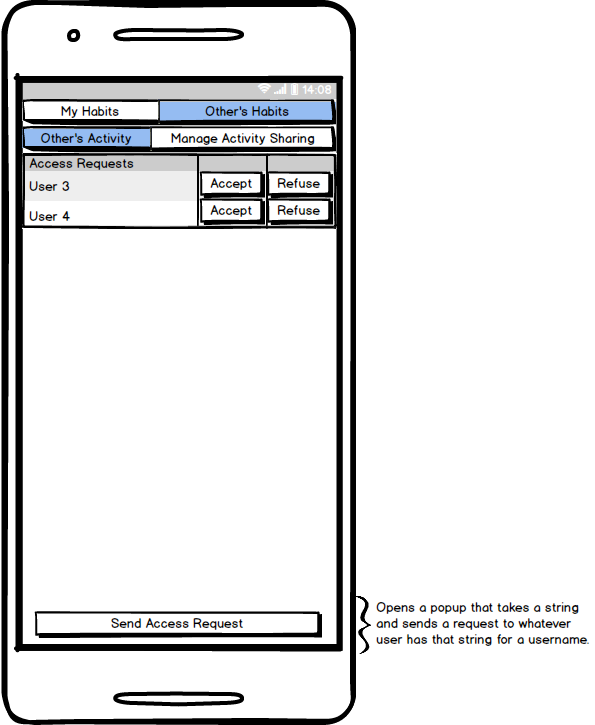 14:08
My Habits Other's Habits
Other's Activity Manage Activity Sharing
Access Requests
User 3 Accept Refuse
User 4 Accept Refuse
Send Access Request
Opens a popup that takes a string
and sends a request to whatever
user has that string for a username.